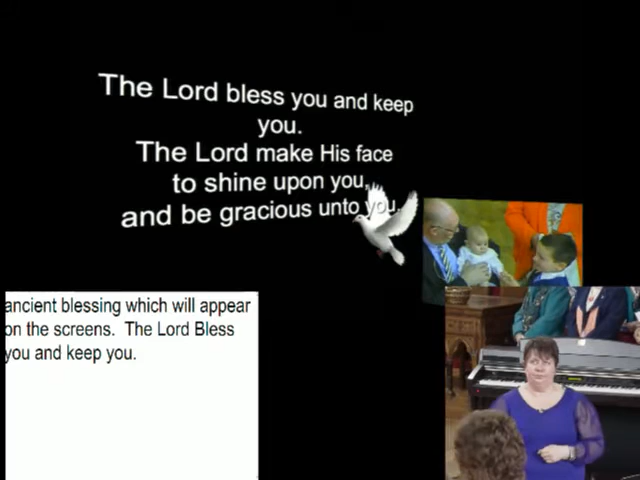 The Lord bless you and keep
you.
The Lord make His face
to shine upon you,
and be gracious unto you.
ancient blessing which will appear
on the screens. The Lord Bless
you and keep you.